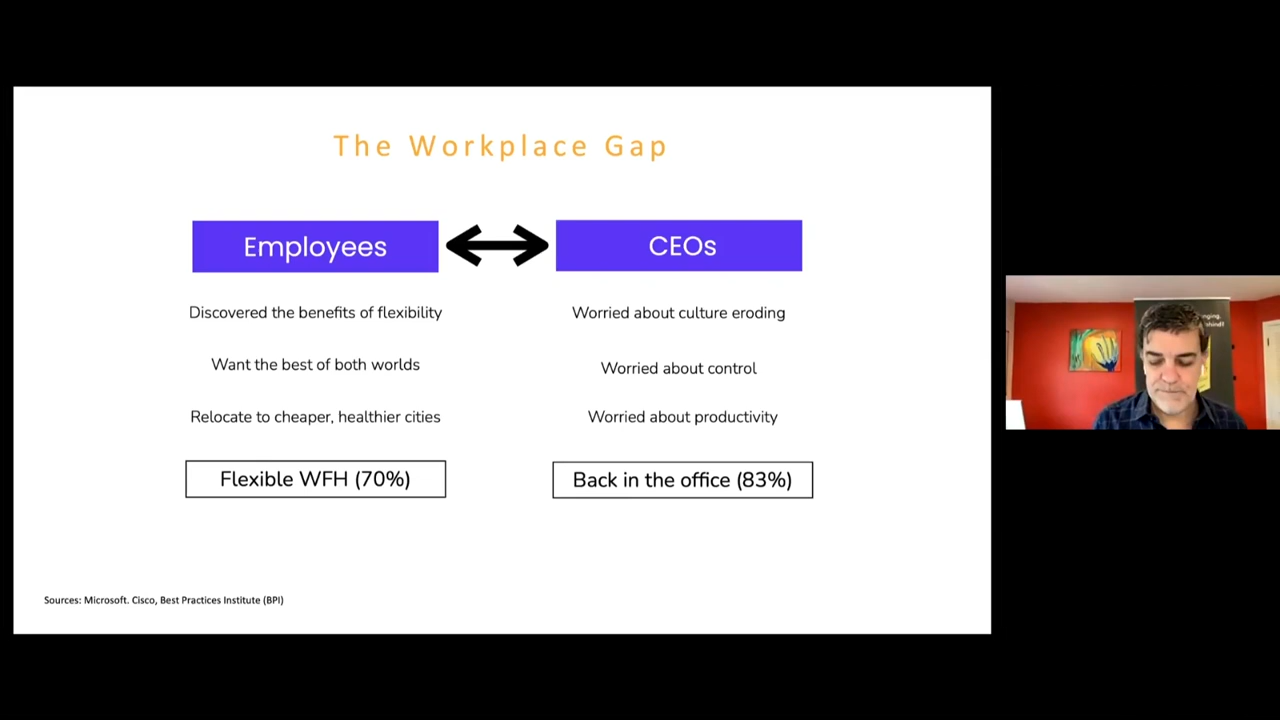 The Workplace Gap
Employees
CEOs
Discovered the benefits of flexibility
Worried about culture eroding
Want the best of both worlds
Worried about control
Relocate to cheaper, healthier cities
Worried about productivity
Flexible WFH (70%)
Back in the office (83%)
Sources: Microsoft. Cisco, Best Practices Institute (BPI)